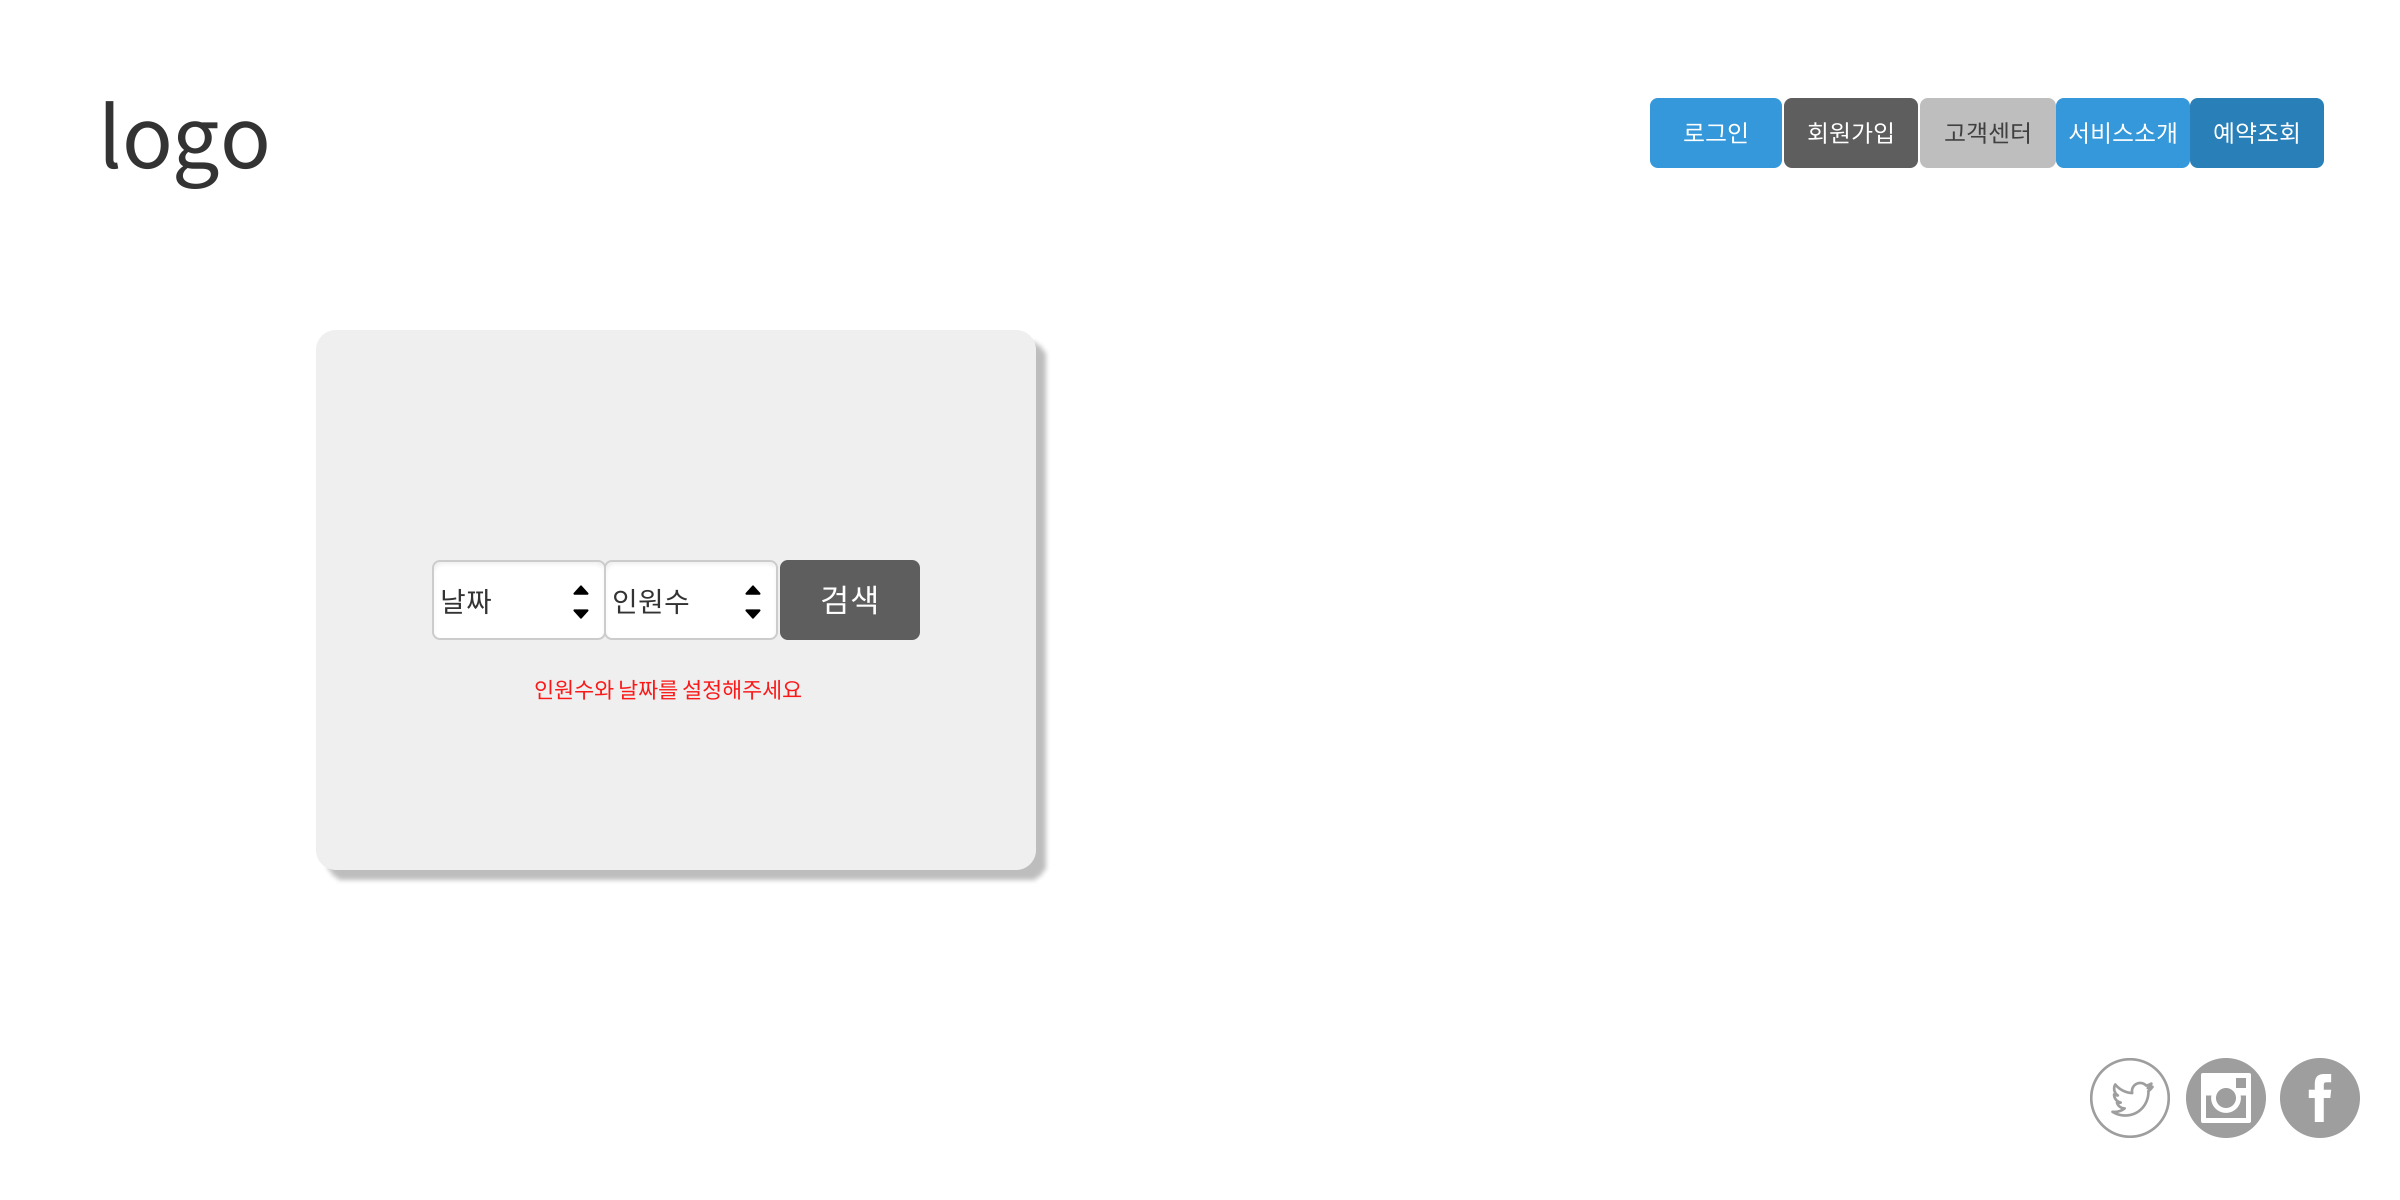 logo
로그인
회원가입
고객센터
서비스소개
예약조회
날짜
인원수
검색
인원수와 날짜를 설정해주세요